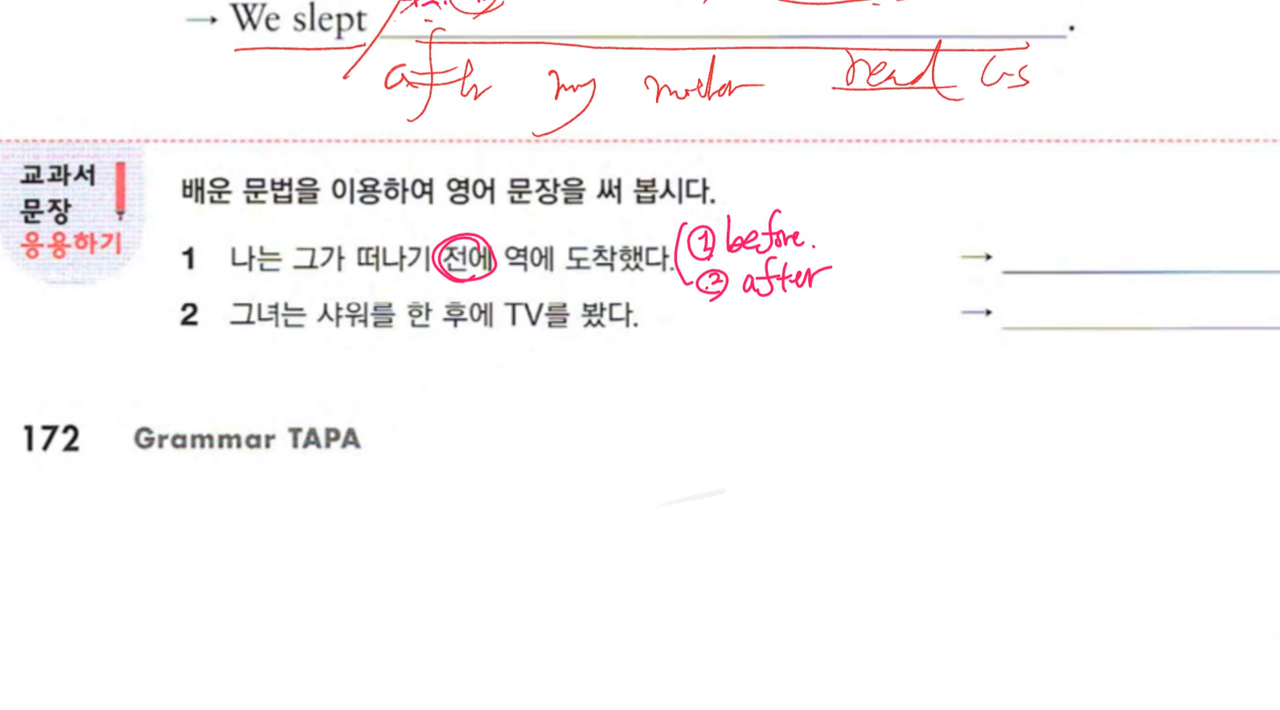 → We slept .
after my mother read us
교과서
문장
응용하기
배운 문법을 이용하여 영어 문장을 써 봅시다.
1 나는 그가 떠나기 전에 역에 도착했다. ① before.
② after
→
2 그녀는 샤워를 한 후에 TV를 봤다. →
172 Grammar TAPA